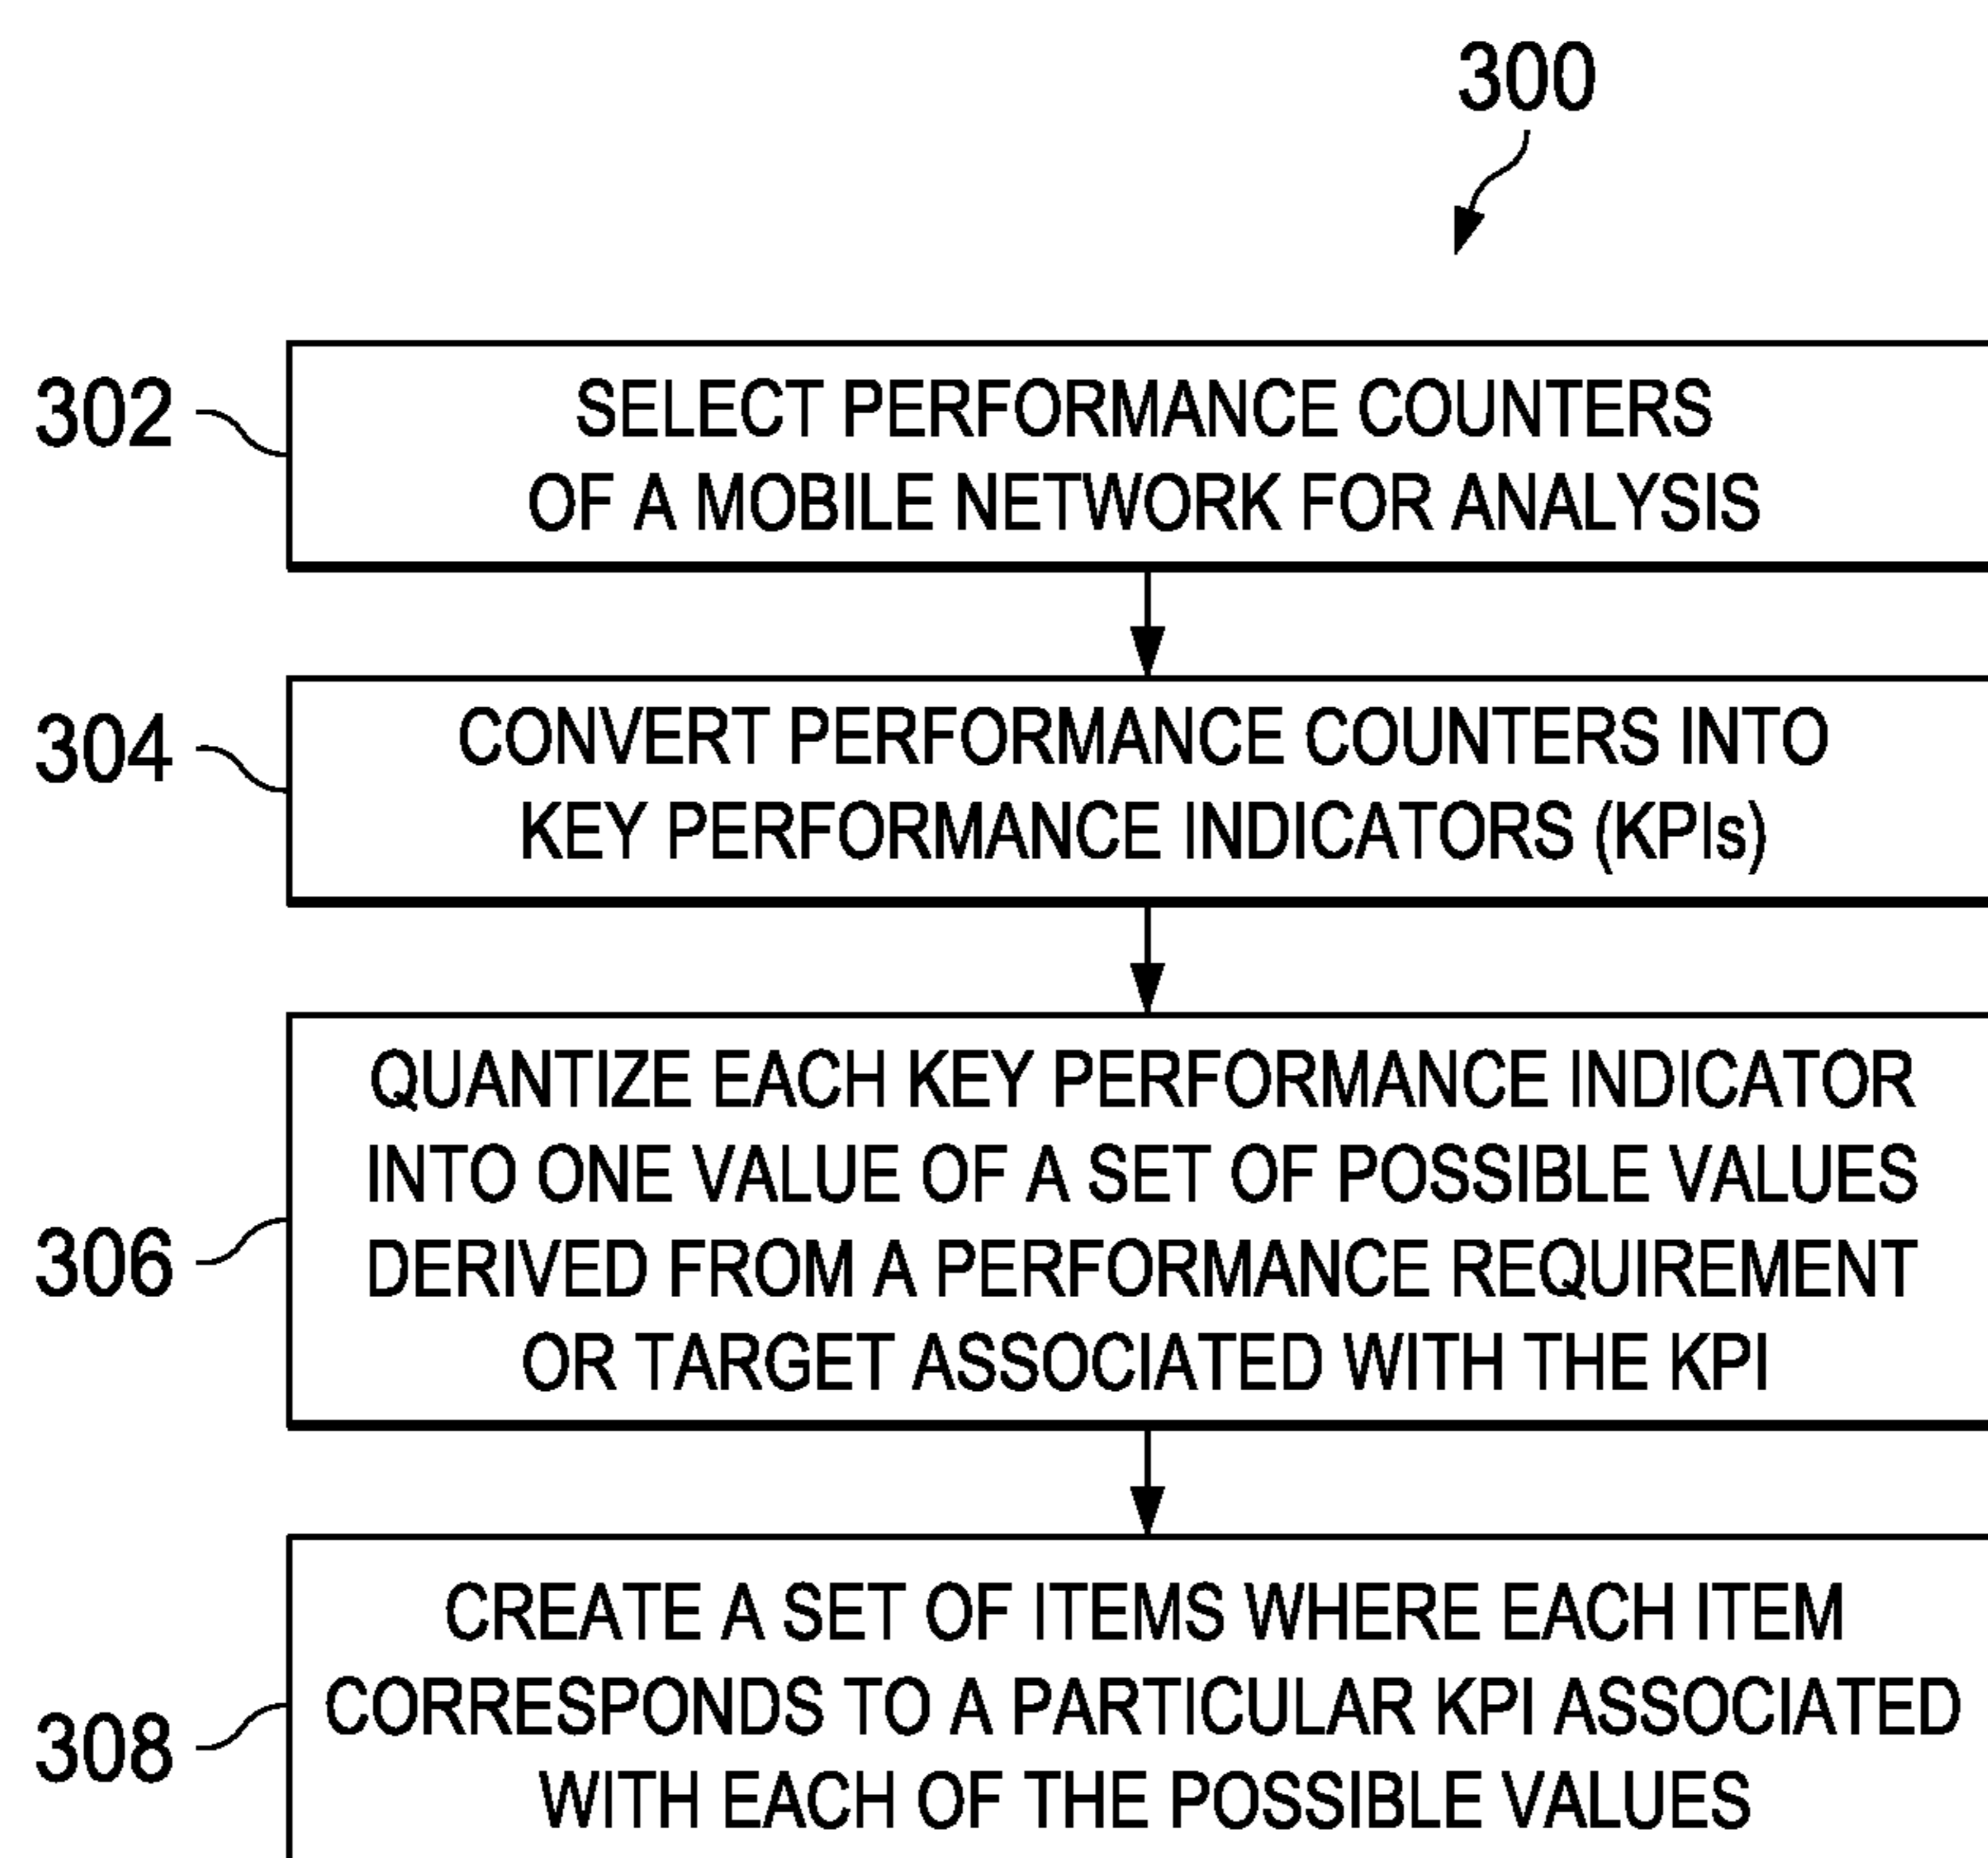 300
302
SELECT PERFORMANCE COUNTERS
OF A MOBILE NETWORK FOR ANALYSIS
304
CONVERT PERFORMANCE COUNTERS INTO
KEY PERFORMANCE INDICATORS (KPIs)
306
QUANTIZE EACH KEY PERFORMANCE INDICATOR
INTO ONE VALUE OF A SET OF POSSIBLE VALUES
DERIVED FROM A PERFORMANCE REQUIREMENT
OR TARGET ASSOCIATED WITH THE KPI
308
CREATE A SET OF ITEMS WHERE EACH ITEM
CORRESPONDS TO A PARTICULAR KPI ASSOCIATED
WITH EACH OF THE POSSIBLE VALUES